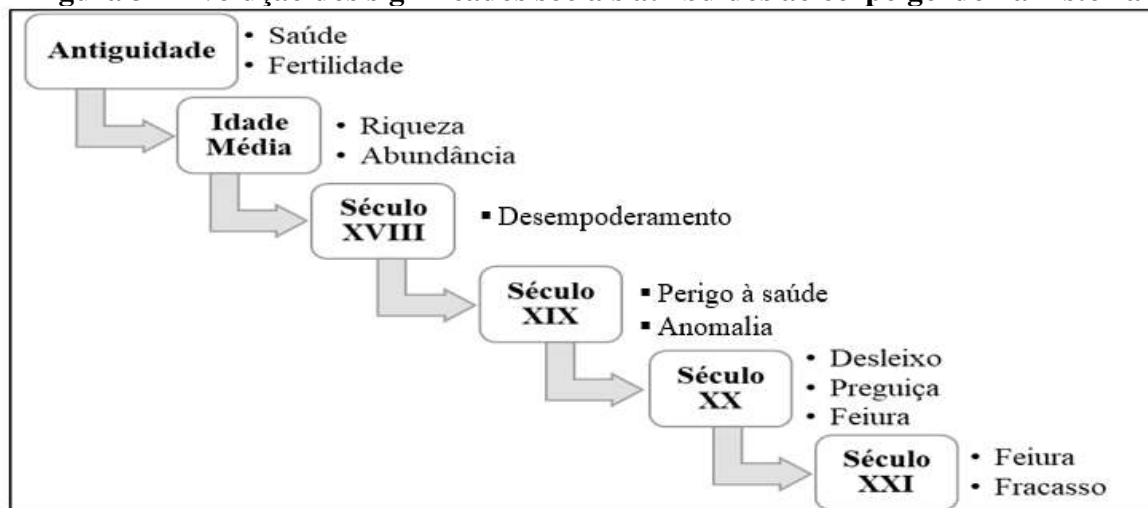 Antiguidade
• Saúde
• Fertilidade
Idade
Média
• Riqueza
• Abundância
Século
XVIII
▪ Desempoderamento
Século
XIX
▪ Perigo à saúde
▪ Anomalia
Século
XX
• Desleixo
• Preguiça
• Feiura
Século
XXI
• Feiura
• Fracasso